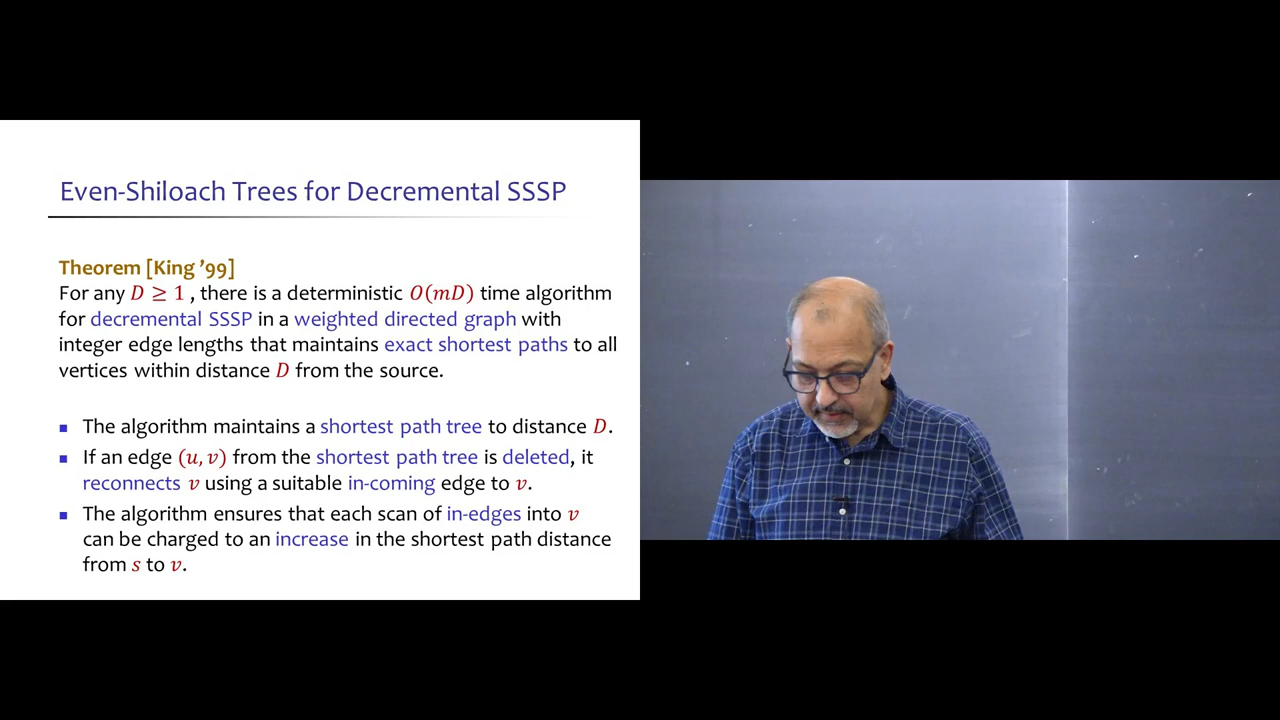 Even-Shiloach Trees for Decremental SSSP
Theorem [King ’99]
For any D ≥ 1 , there is a deterministic O(mD) time algorithm
for decremental SSSP in a weighted directed graph with
integer edge lengths that maintains exact shortest paths to all
vertices within distance D from the source.
▪ The algorithm maintains a shortest path tree to distance D.
▪ If an edge (u, v) from the shortest path tree is deleted, it
reconnects v using a suitable in-coming edge to v.
▪ The algorithm ensures that each scan of in-edges into v
can be charged to an increase in the shortest path distance
from s to v.